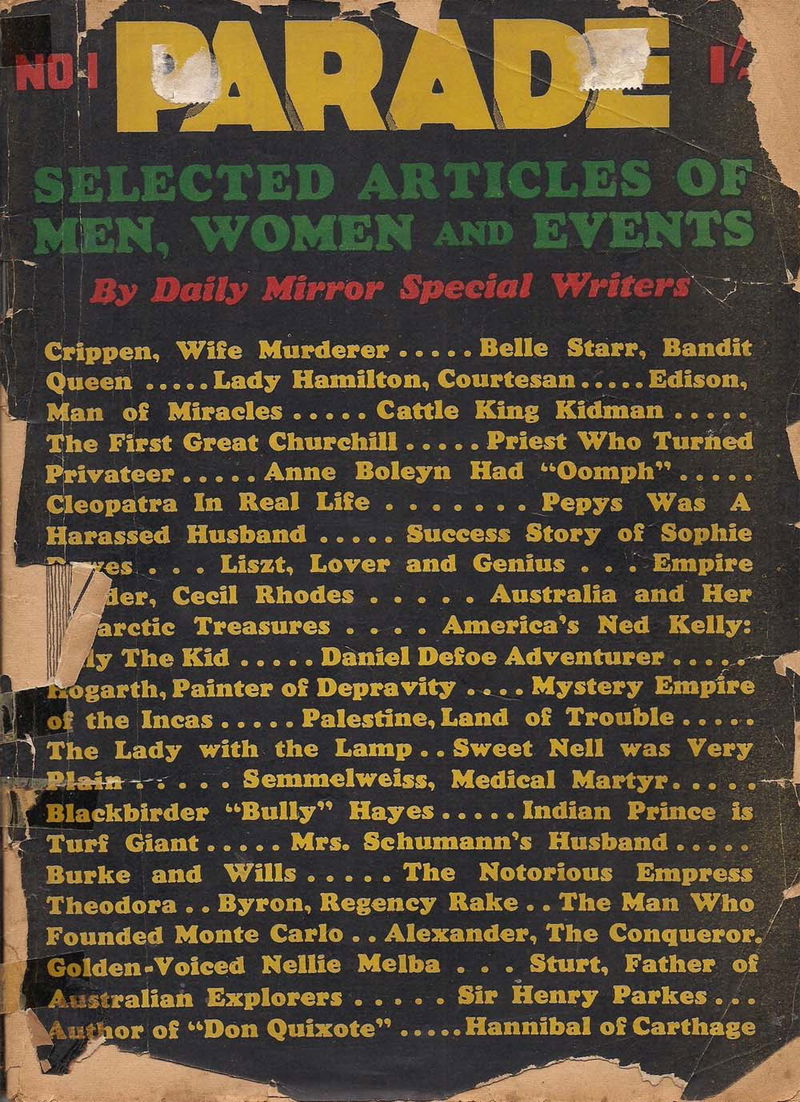 NO 1 PARADE 1/-
SELECTED ARTICLES OF
MEN, WOMEN AND EVENTS
By Daily Mirror Special Writers
Crippen, Wife Murderer ..... Belle Starr, Bandit
Queen ..... Lady Hamilton, Courtesan ..... Edison,
Man of Miracles ..... Cattle King Kidman .....
The First Great Churchill ..... Priest Who Turned
Privateer ..... Anne Boleyn Had "Oomph" .....
Cleopatra In Real Life ....... Pepys Was A
Harassed Husband ..... Success Story of Sophie
... Liszt, Lover and Genius ... Empire
Cecil Rhodes ..... Australia and Her
Treasures .... America's Ned Kelly:
The Kid ..... Daniel Defoe Adventurer .....
Hogarth, Painter of Depravity .... Mystery Empire
of the Incas ..... Palestine, Land of Trouble .....
The Lady with the Lamp .. Sweet Nell was Very
Plain ..... Semmelweiss, Medical Martyr.....
Blackbirder "Bully" Hayes ..... Indian Prince is
Turf Giant ..... Mrs. Schumann's Husband .....
Burke and Wills ..... The Notorious Empress
Theodora .. Byron, Regency Rake .. The Man Who
Founded Monte Carlo .. Alexander, The Conqueror.
Golden-Voiced Nellie Melba ... Sturt, Father of
Australian Explorers ..... Sir Henry Parkes ...
Author of "Don Quixote" ..... Hannibal of Carthage